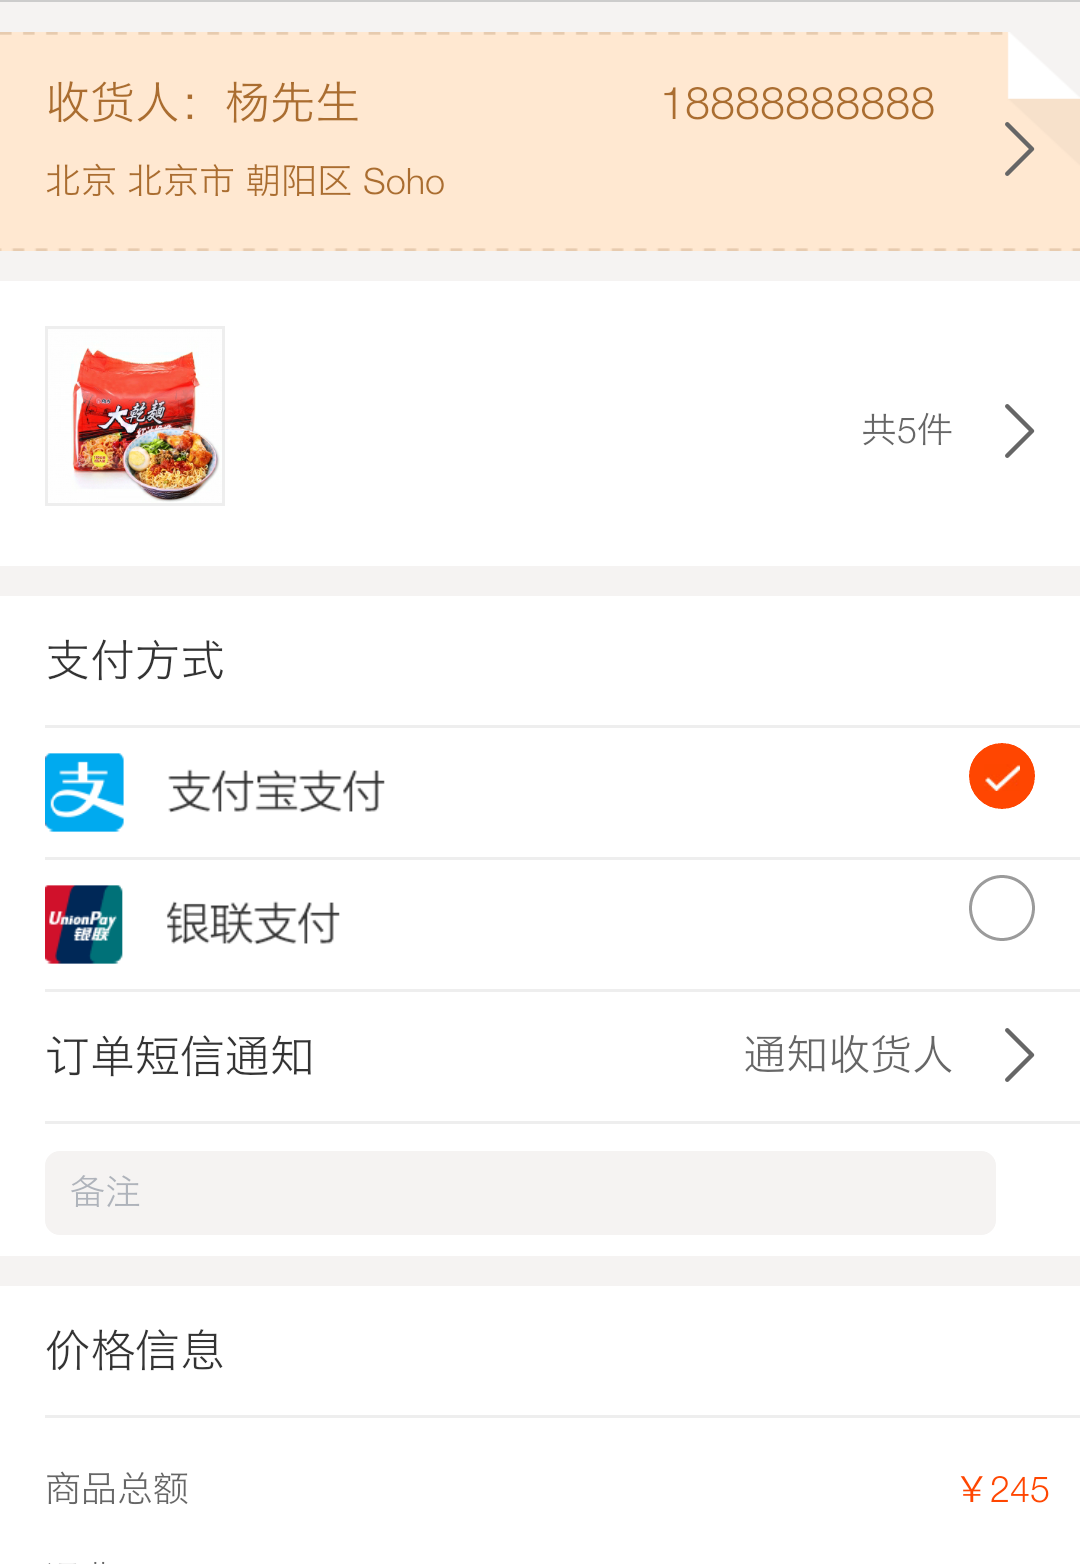 收货人：杨先生 18888888888
北京 北京市 朝阳区 Soho
大乾麵
共5件
支付方式
支 支付宝支付
UnionPay
银联
银联支付
订单短信通知 通知收货人
备注
价格信息
商品总额 ￥245